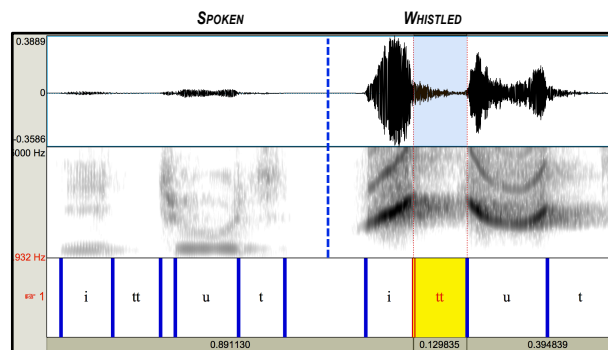 SPOKEN WHISTLED
0.3889
0
-0.3586
5000 Hz
932 Hz
☞ 1 i tt u t i tt u t
0.891130 0.129835 0.394839